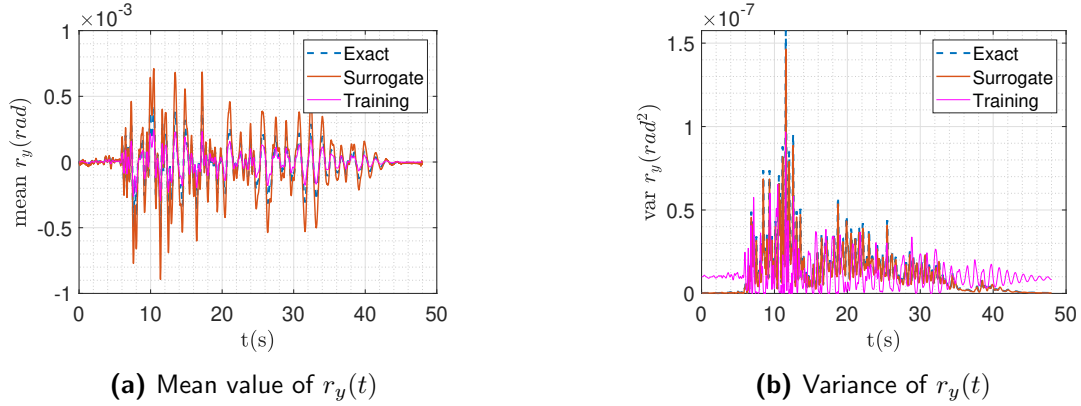 ×10⁻³
1
0.5
0
-0.5
-1
mean r_y(rad)
0 10 20 30 40 50
t(s)
Exact
Surrogate
Training
(a) Mean value of r_y(t)
×10⁻⁷
1.5
1
0.5
0
var r_y(rad²)
0 10 20 30 40 50
t(s)
Exact
Surrogate
Training
(b) Variance of r_y(t)